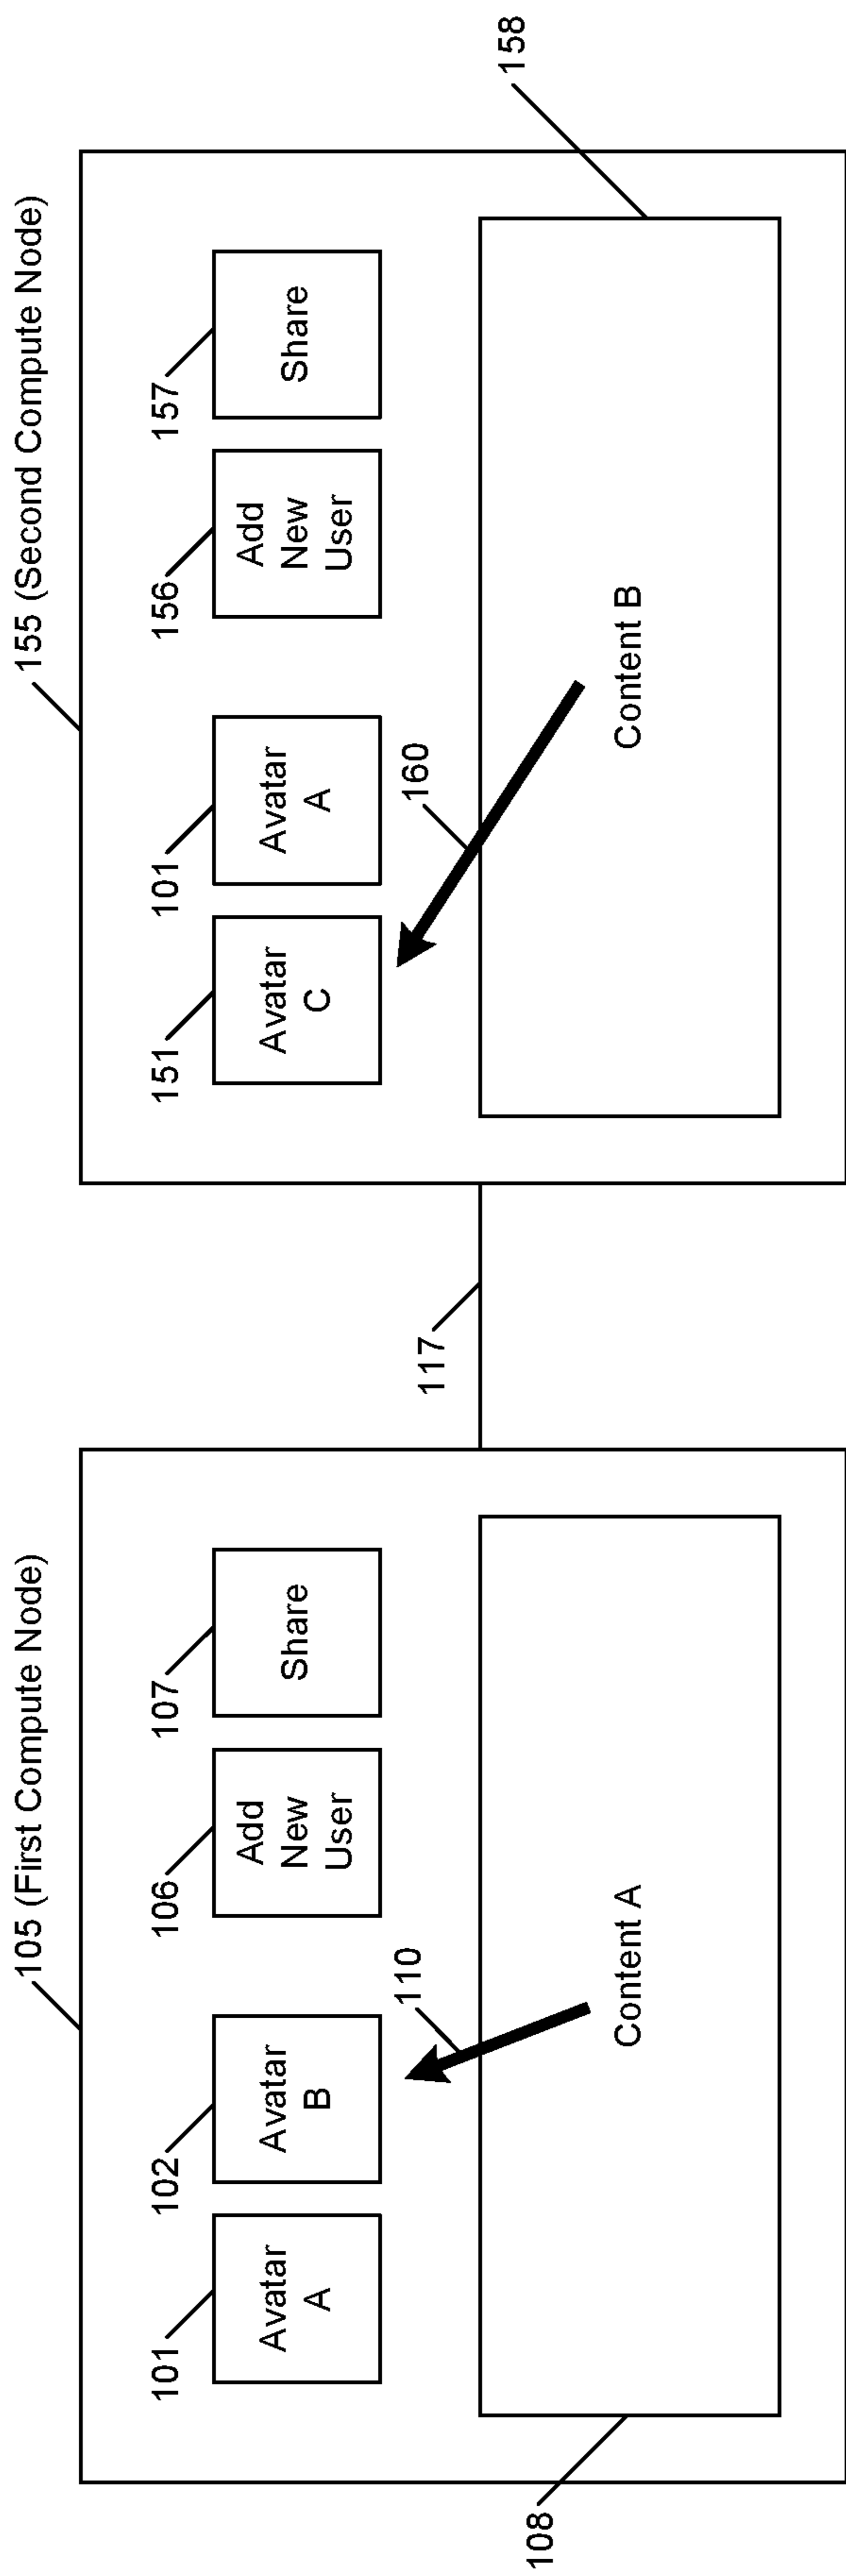 105 (First Compute Node)
101
102
106
107
Avatar
A
Avatar
B
Add
New
User
Share
110
Content A
108
117
155 (Second Compute Node)
151
101
156
157
Avatar
C
Avatar
A
Add
New
User
Share
160
Content B
158